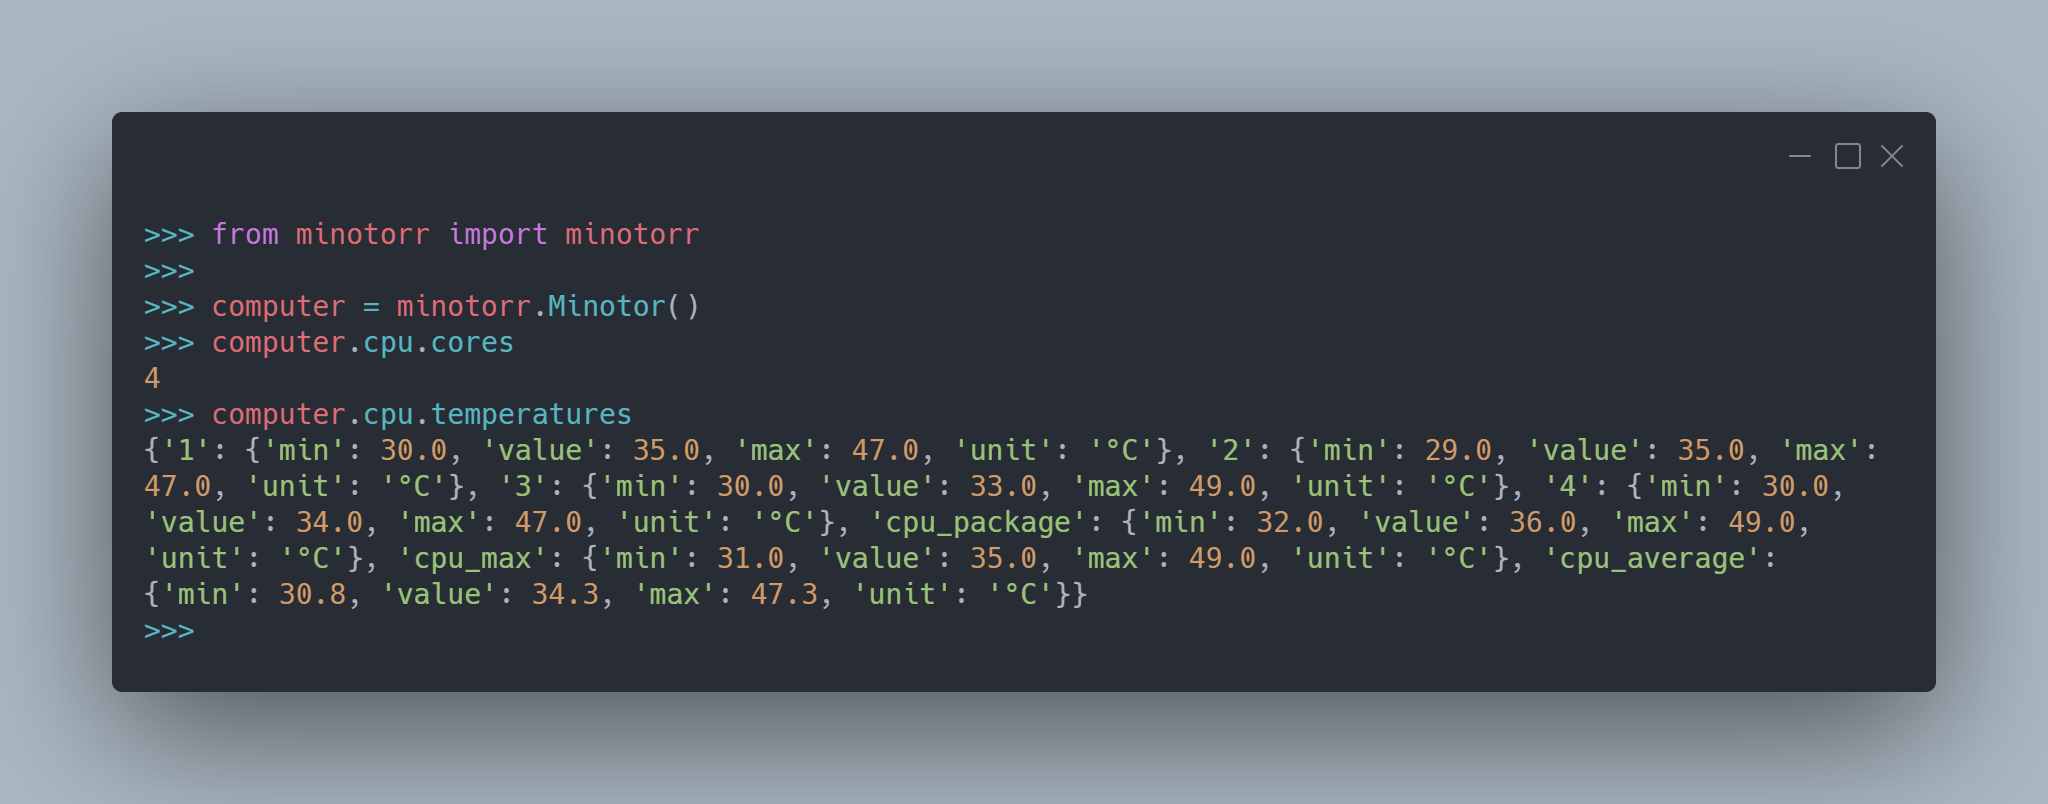 >>> from minotorr import minotorr
>>>
>>> computer = minotorr.Minotor()
>>> computer.cpu.cores
4
>>> computer.cpu.temperatures
{'1': {'min': 30.0, 'value': 35.0, 'max': 47.0, 'unit': '°C'}, '2': {'min': 29.0, 'value': 35.0, 'max':
47.0, 'unit': '°C'}, '3': {'min': 30.0, 'value': 33.0, 'max': 49.0, 'unit': '°C'}, '4': {'min': 30.0,
'value': 34.0, 'max': 47.0, 'unit': '°C'}, 'cpu_package': {'min': 32.0, 'value': 36.0, 'max': 49.0,
'unit': '°C'}, 'cpu_max': {'min': 31.0, 'value': 35.0, 'max': 49.0, 'unit': '°C'}, 'cpu_average':
{'min': 30.8, 'value': 34.3, 'max': 47.3, 'unit': '°C'}}
>>>